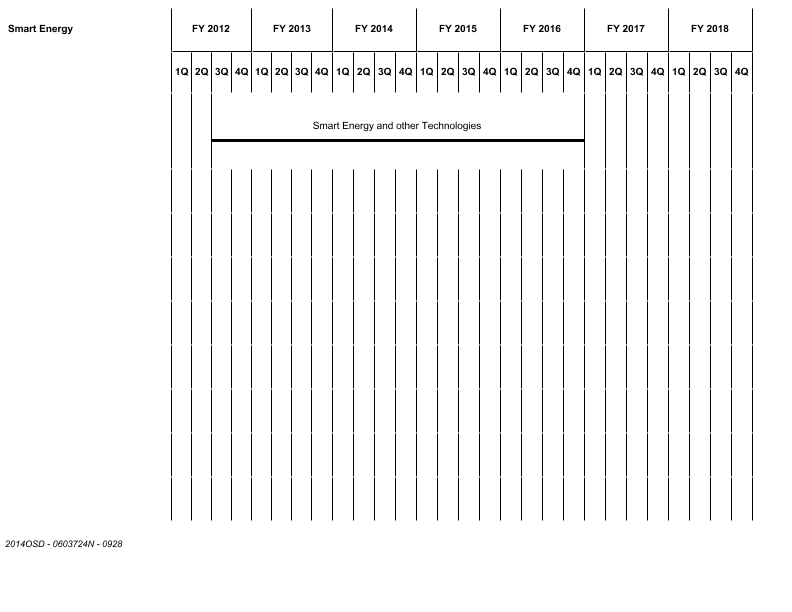 Smart Energy FY 2012 FY 2013 FY 2014 FY 2015 FY 2016 FY 2017 FY 2018
1Q 2Q 3Q 4Q 1Q 2Q 3Q 4Q 1Q 2Q 3Q 4Q 1Q 2Q 3Q 4Q 1Q 2Q 3Q 4Q 1Q 2Q 3Q 4Q 1Q 2Q 3Q 4Q
Smart Energy and other Technologies
2014OSD - 0603724N - 0928